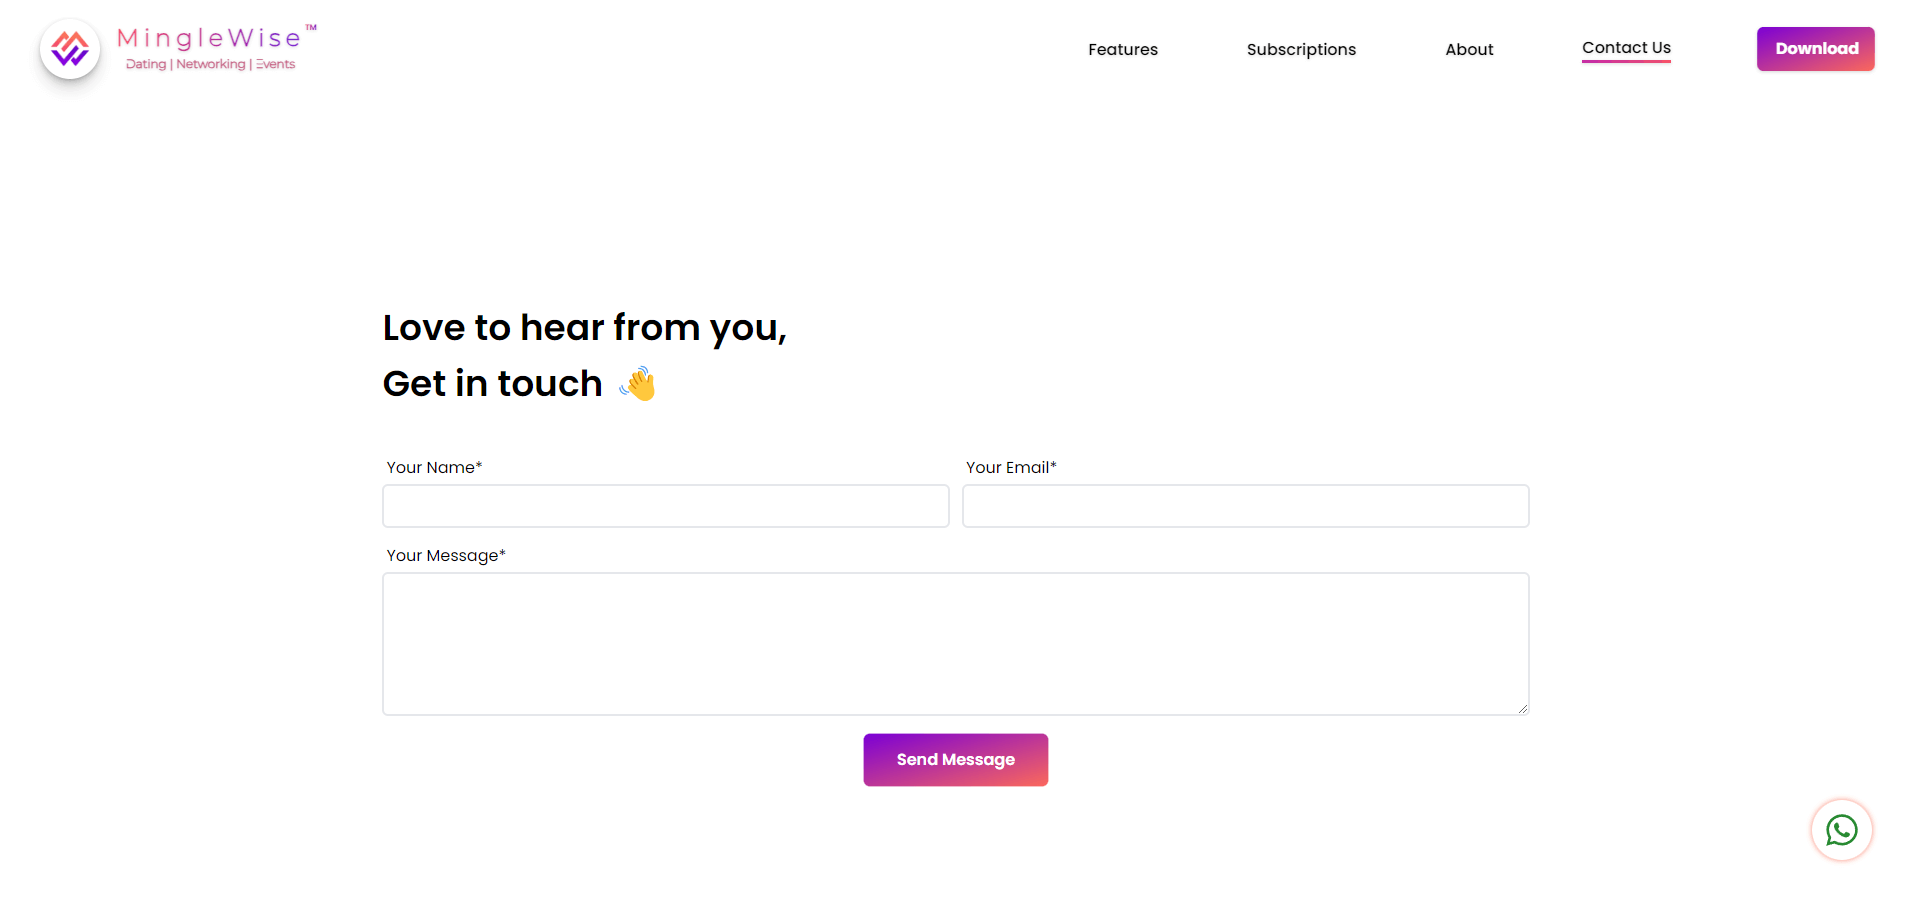 MingleWise™
Dating | Networking | Events
Features
Subscriptions
About
Contact Us
Download
Love to hear from you,
Get in touch 👋
Your Name*
Your Email*
Your Message*
Send Message